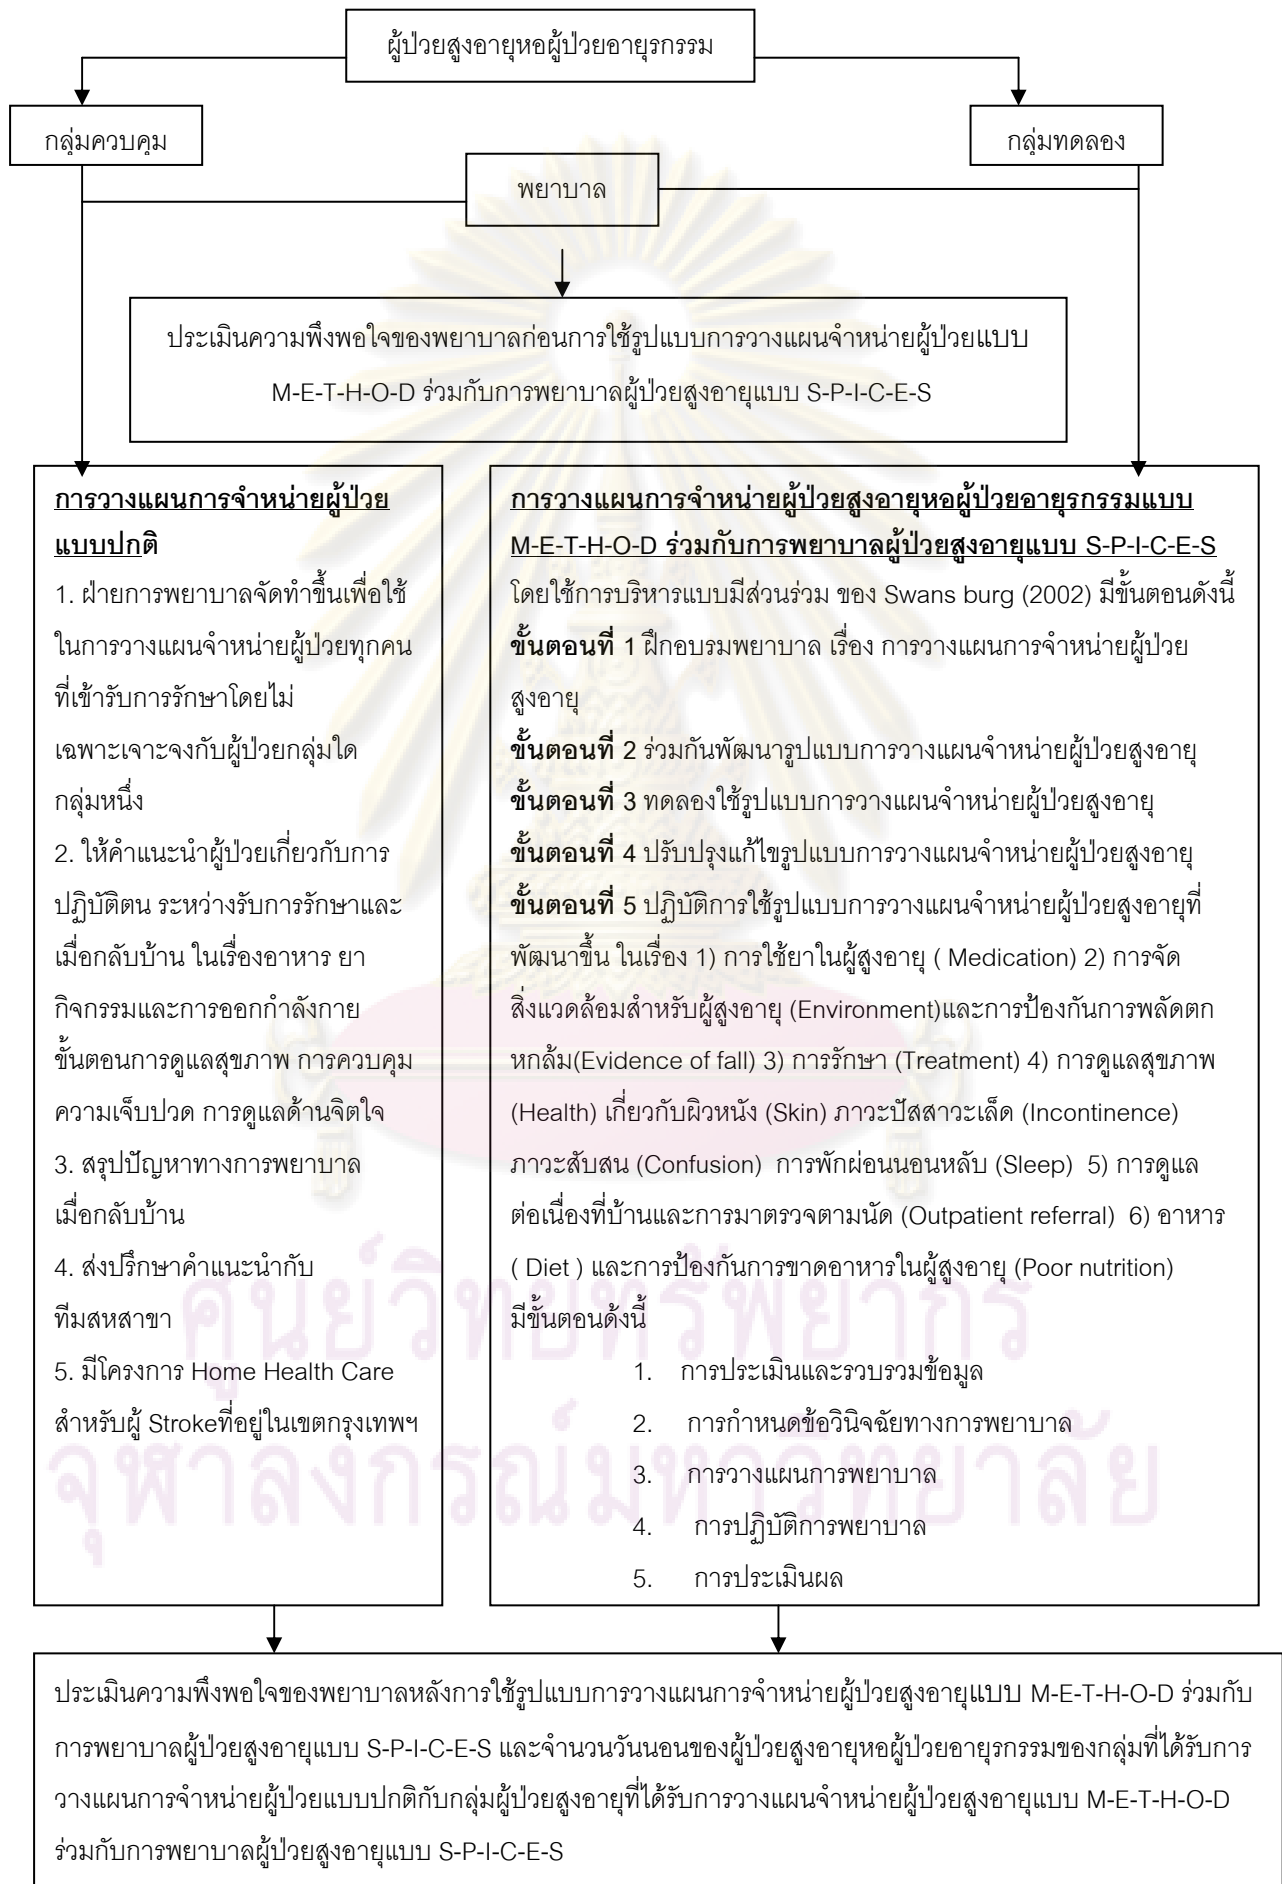 ผู้ป่วยสูงอายุหอผู้ป่วยอายุรกรรม
กลุ่มควบคุม
กลุ่มทดลอง
พยาบาล
ประเมินความพึงพอใจของพยาบาลก่อนการใช้รูปแบบการวางแผนจำหน่ายผู้ป่วยแบบ
M-E-T-H-O-D ร่วมกับการพยาบาลผู้ป่วยสูงอายุแบบ S-P-I-C-E-S
การวางแผนการจำหน่ายผู้ป่วย
แบบปกติ
1. ฝ่ายการพยาบาลจัดทำขึ้นเพื่อใช้
ในการวางแผนจำหน่ายผู้ป่วยทุกคน
ที่เข้ารับการรักษาโดยไม่
เฉพาะเจาะจงกับผู้ป่วยกลุ่มใด
กลุ่มหนึ่ง
2. ให้คำแนะนำผู้ป่วยเกี่ยวกับการ
ปฏิบัติตน ระหว่างรับการรักษาและ
เมื่อกลับบ้าน ในเรื่องอาหาร ยา
กิจกรรมและการออกกำลังกาย
ขั้นตอนการดูแลสุขภาพ การควบคุม
ความเจ็บปวด การดูแลด้านจิตใจ
3. สรุปปัญหาทางการพยาบาล
เมื่อกลับบ้าน
4. ส่งปรึกษาคำแนะนำกับ
ทีมสหสาขา
5. มีโครงการ Home Health Care
สำหรับผู้ Strokeที่อยู่ในเขตกรุงเทพฯ
การวางแผนการจำหน่ายผู้ป่วยสูงอายุหอผู้ป่วยอายุรกรรมแบบ
M-E-T-H-O-D ร่วมกับการพยาบาลผู้ป่วยสูงอายุแบบ S-P-I-C-E-S
โดยใช้การบริหารแบบมีส่วนร่วม ของ Swans burg (2002) มีขั้นตอนดังนี้
ขั้นตอนที่ 1 ฝึกอบรมพยาบาล เรื่อง การวางแผนการจำหน่ายผู้ป่วย
สูงอายุ
ขั้นตอนที่ 2 ร่วมกันพัฒนารูปแบบการวางแผนจำหน่ายผู้ป่วยสูงอายุ
ขั้นตอนที่ 3 ทดลองใช้รูปแบบการวางแผนจำหน่ายผู้ป่วยสูงอายุ
ขั้นตอนที่ 4 ปรับปรุงแก้ไขรูปแบบการวางแผนจำหน่ายผู้ป่วยสูงอายุ
ขั้นตอนที่ 5 ปฏิบัติการใช้รูปแบบการวางแผนจำหน่ายผู้ป่วยสูงอายุที่
พัฒนาขึ้น ในเรื่อง 1) การใช้ยาในผู้สูงอายุ ( Medication) 2) การจัด
สิ่งแวดล้อมสำหรับผู้สูงอายุ (Environment)และการป้องกันการพลัดตก
หกล้ม(Evidence of fall) 3) การรักษา (Treatment) 4) การดูแลสุขภาพ
(Health) เกี่ยวกับผิวหนัง (Skin) ภาวะปัสสาวะเล็ด (Incontinence)
ภาวะสับสน (Confusion) การพักผ่อนนอนหลับ (Sleep) 5) การดูแล
ต่อเนื่องที่บ้านและการมาตรวจตามนัด (Outpatient referral) 6) อาหาร
( Diet ) และการป้องกันการขาดอาหารในผู้สูงอายุ (Poor nutrition)
มีขั้นตอนดังนี้
1. การประเมินและรวบรวมข้อมูล
2. การกำหนดข้อวินิจฉัยทางการพยาบาล
3. การวางแผนการพยาบาล
4. การปฏิบัติการพยาบาล
5. การประเมินผล
ประเมินความพึงพอใจของพยาบาลหลังการใช้รูปแบบการวางแผนการจำหน่ายผู้ป่วยสูงอายุแบบ M-E-T-H-O-D ร่วมกับ
การพยาบาลผู้ป่วยสูงอายุแบบ S-P-I-C-E-S และจำนวนวันนอนของผู้ป่วยสูงอายุหอผู้ป่วยอายุรกรรมของกลุ่มที่ได้รับการ
วางแผนการจำหน่ายผู้ป่วยแบบปกติกับกลุ่มผู้ป่วยสูงอายุที่ได้รับการวางแผนจำหน่ายผู้ป่วยสูงอายุแบบ M-E-T-H-O-D
ร่วมกับการพยาบาลผู้ป่วยสูงอายุแบบ S-P-I-C-E-S
ศูนย์วิทยทรัพยากร
จุฬาลงกรณ์มหาวิทยาลัย